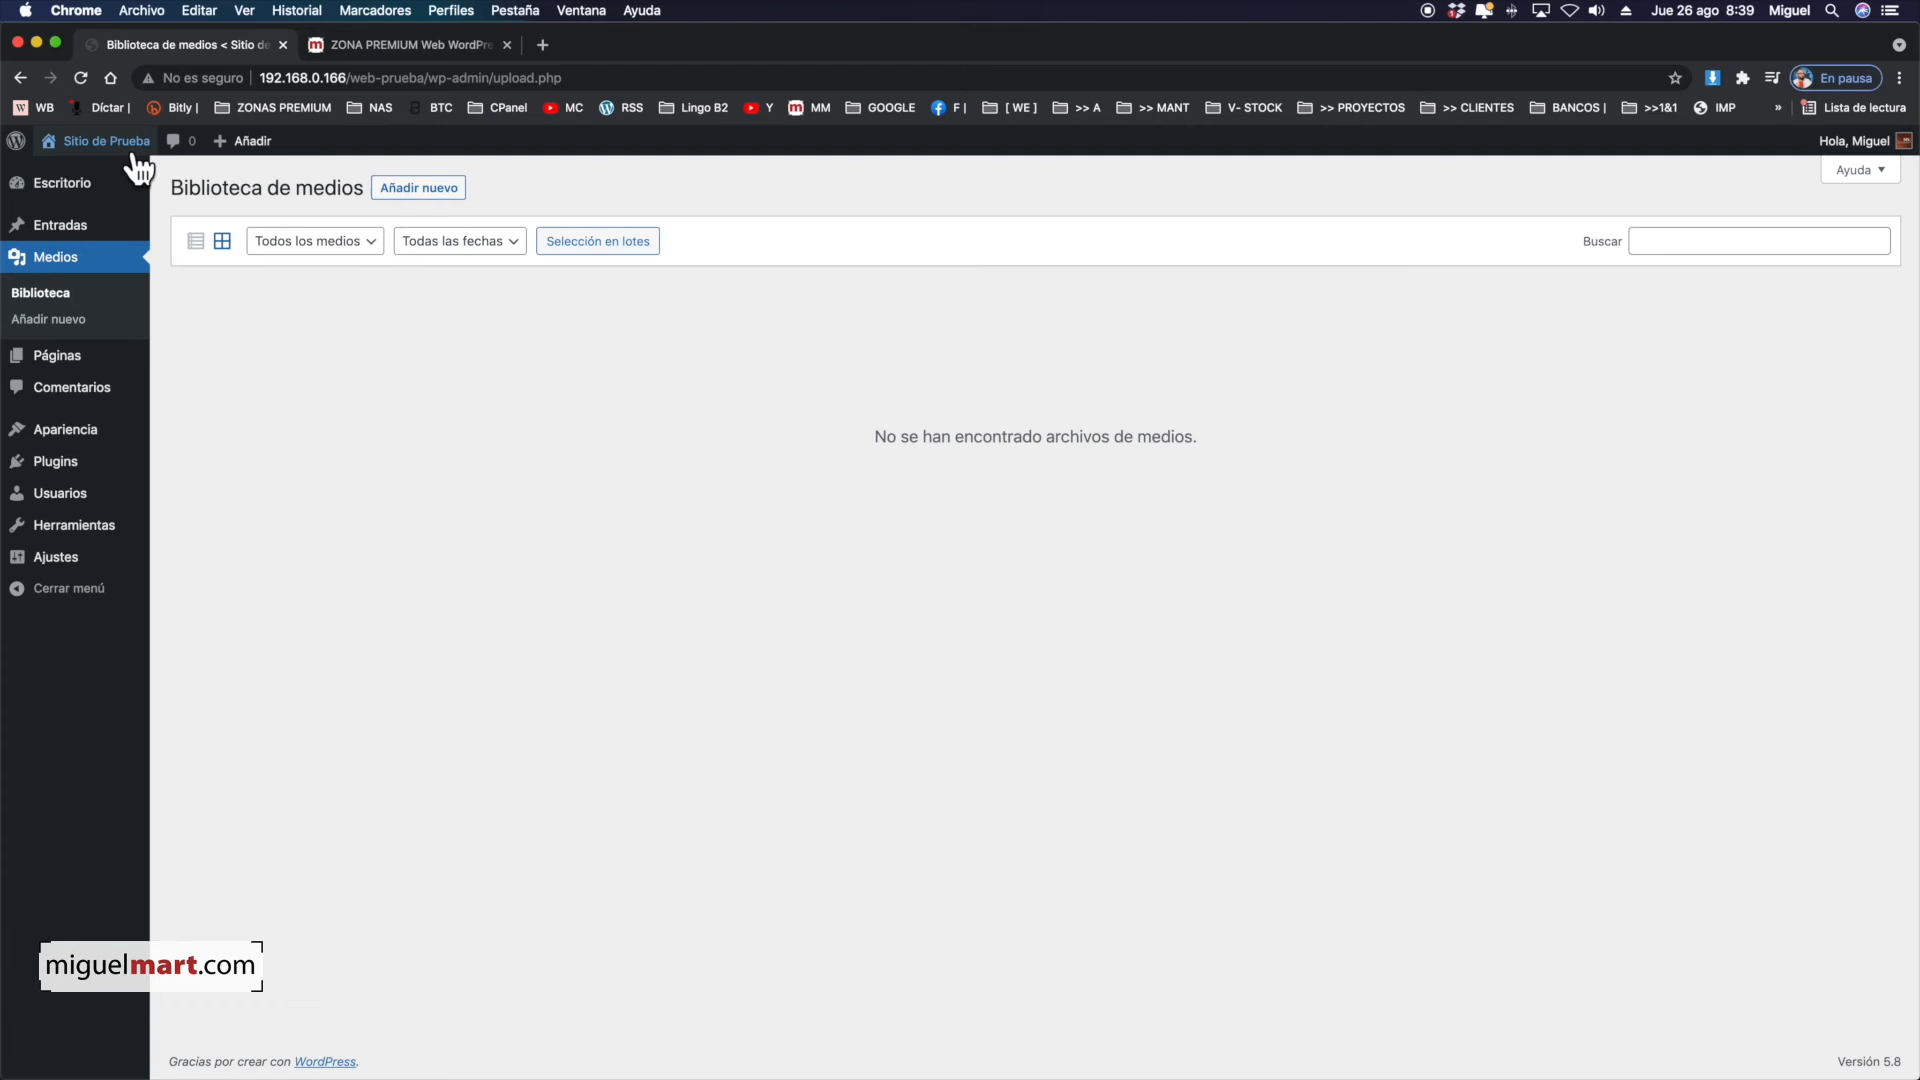 Chrome Archivo Editar Ver Historial Marcadores Perfiles Pestaña Ventana Ayuda Jue 26 ago 8:39 Miguel
Biblioteca de medios < Sitio de ZONA PREMIUM Web WordPre
No es seguro 192.168.0.166/web-prueba/wp-admin/upload.php En pausa
WB Díctar | Bitly | ZONAS PREMIUM NAS BTC CPanel MC RSS Lingo B2 Y MM GOOGLE F | [ WE ] >> A >> MANT V- STOCK >> PROYECTOS >> CLIENTES BANCOS | >>1&1 IMP » Lista de lectura
Sitio de Prueba 0 Añadir Hola, Miguel
Ayuda
Escritorio
Biblioteca de medios Añadir nuevo
Entradas
Todos los medios Todas las fechas Selección en lotes Buscar
Medios
Biblioteca
Añadir nuevo
Páginas
Comentarios
Apariencia
No se han encontrado archivos de medios.
Plugins
Usuarios
Herramientas
Ajustes
Cerrar menú
miguelmart.com
Gracias por crear con WordPress. Versión 5.8